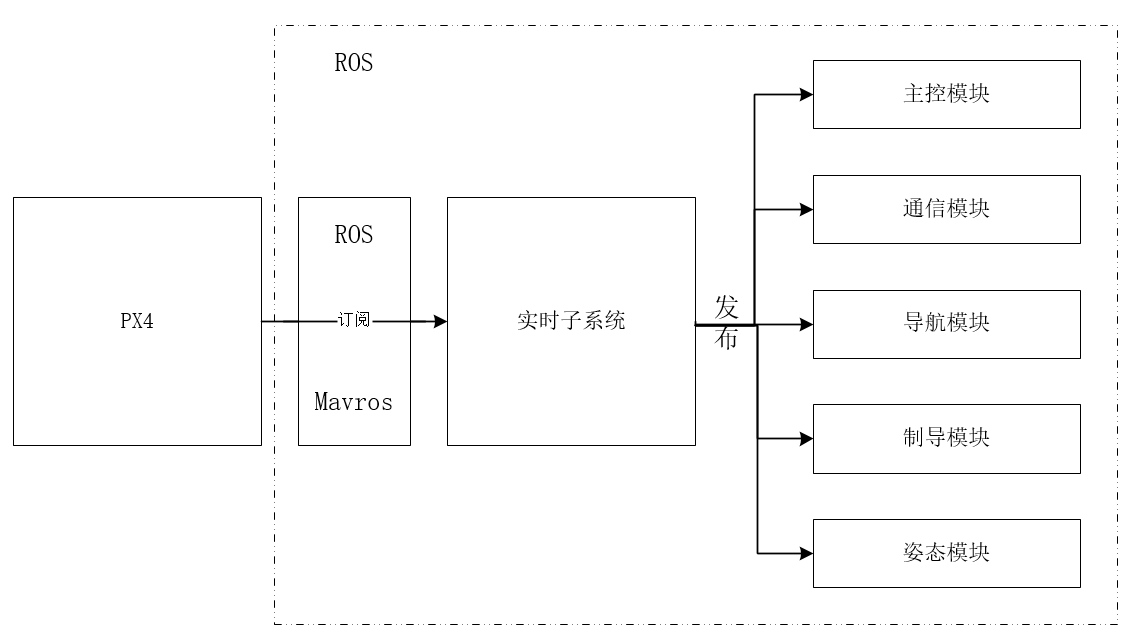 ROS
PX4
ROS
订阅
Mavros
实时子系统
发
布
主控模块
通信模块
导航模块
制导模块
姿态模块